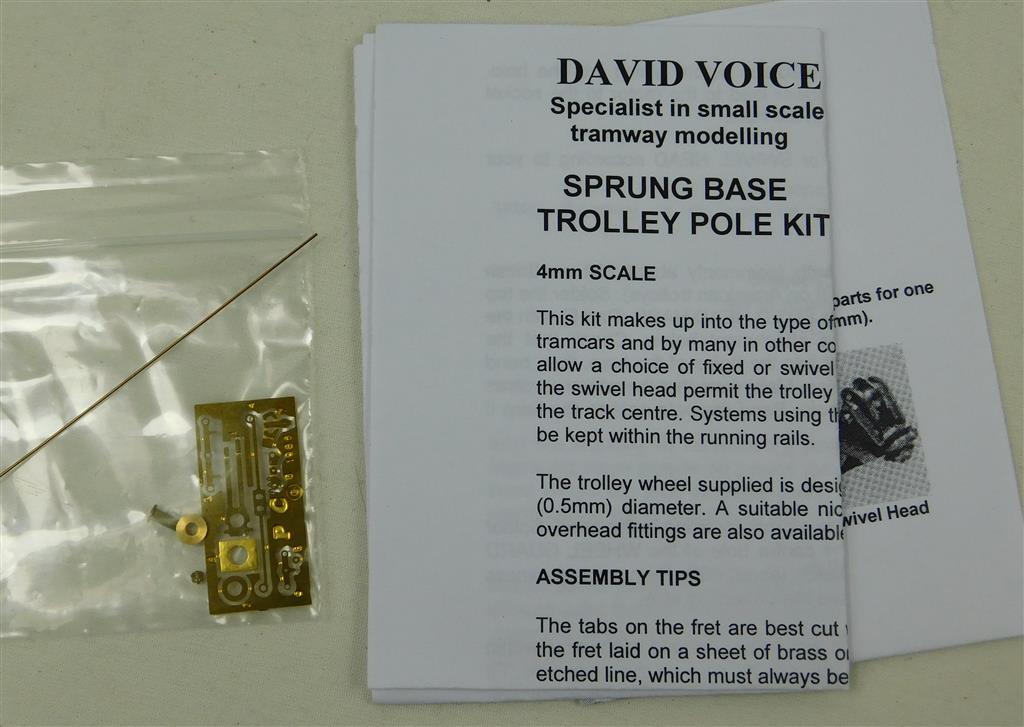 DAVID VOICE
Specialist in small scale
tramway modelling
SPRUNG BASE
TROLLEY POLE KIT
4mm SCALE
This kit makes up into the type of
tramcars and by many in other co
allow a choice of fixed or swivel
the swivel head permit the trolley
the track centre. Systems using th
be kept within the running rails.
The trolley wheel supplied is desig
(0.5mm) diameter. A suitable nic
overhead fittings are also available
ASSEMBLY TIPS
The tabs on the fret are best cut
the fret laid on a sheet of brass or
etched line, which must always be
parts for one
mm).
wivel Head